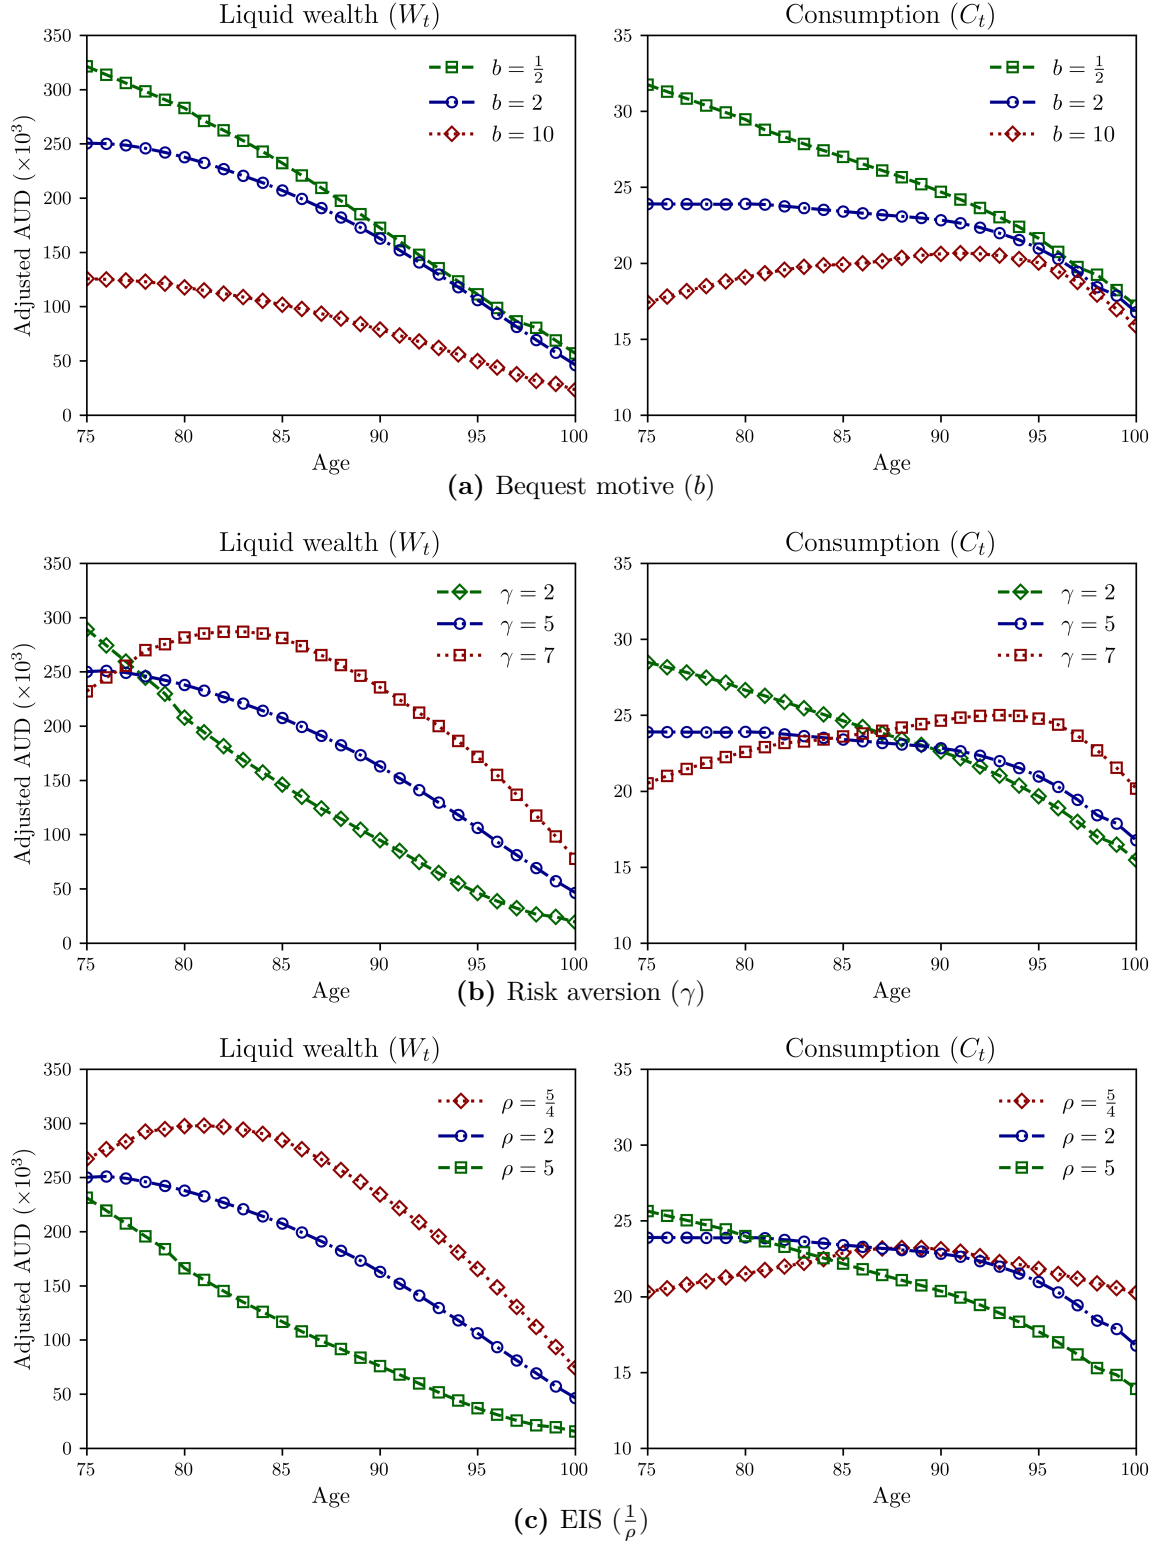 Liquid wealth (W_t)
Consumption (C_t)
Adjusted AUD (×10³)
350
300
250
200
150
100
50
0
75 80 85 90 95 100
Age
b = 1/2
b = 2
b = 10
35
30
25
20
15
10
75 80 85 90 95 100
Age
b = 1/2
b = 2
b = 10
(a) Bequest motive (b)
Liquid wealth (W_t)
Consumption (C_t)
Adjusted AUD (×10³)
350
300
250
200
150
100
50
0
75 80 85 90 95 100
Age
γ = 2
γ = 5
γ = 7
35
30
25
20
15
10
75 80 85 90 95 100
Age
γ = 2
γ = 5
γ = 7
(b) Risk aversion (γ)
Liquid wealth (W_t)
Consumption (C_t)
Adjusted AUD (×10³)
350
300
250
200
150
100
50
0
75 80 85 90 95 100
Age
ρ = 5/4
ρ = 2
ρ = 5
35
30
25
20
15
10
75 80 85 90 95 100
Age
ρ = 5/4
ρ = 2
ρ = 5
(c) EIS (1/ρ)